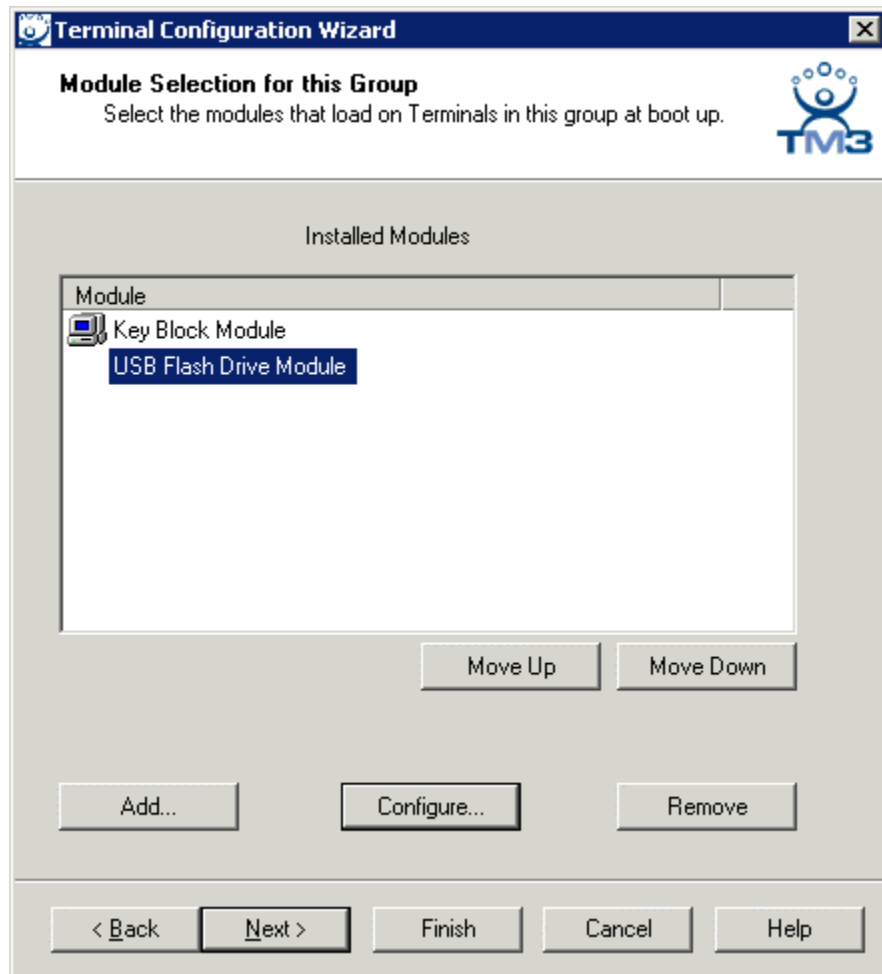 Terminal Configuration Wizard
Module Selection for this Group
Select the modules that load on Terminals in this group at boot up.
TM3
Installed Modules
Module
Key Block Module
USB Flash Drive Module
Move Up Move Down
Add... Configure... Remove
< Back Next > Finish Cancel Help